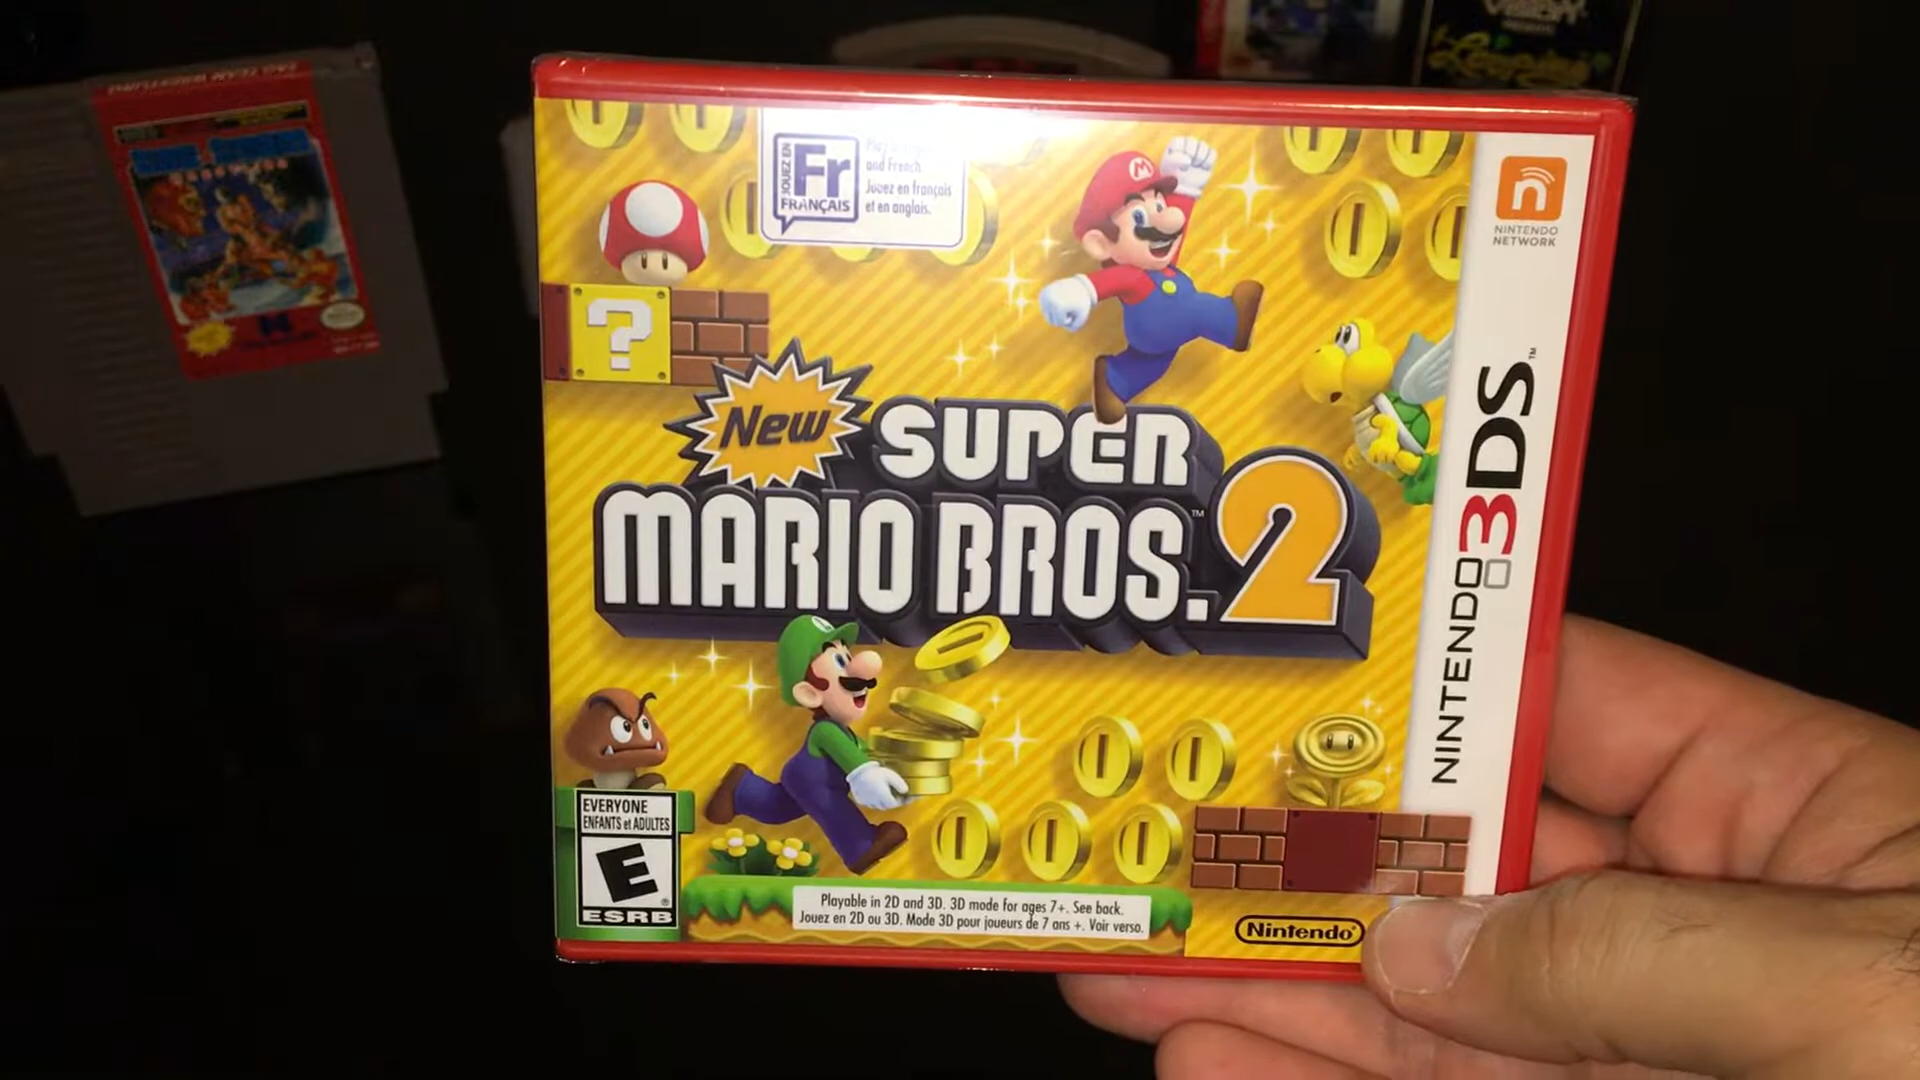 JOUEZ EN
Fr
FRANÇAIS
and French
Jouez en français
et en anglais.
M
NINTENDO
NETWORK
?
New SUPER
MARIO BROS.™ 2
NINTENDO 3DS™
L
EVERYONE
ENFANTS et ADULTES
E
ESRB
Playable in 2D and 3D. 3D mode for ages 7+. See back.
Jouez en 2D ou 3D. Mode 3D pour joueurs de 7 ans +. Voir verso.
Nintendo®